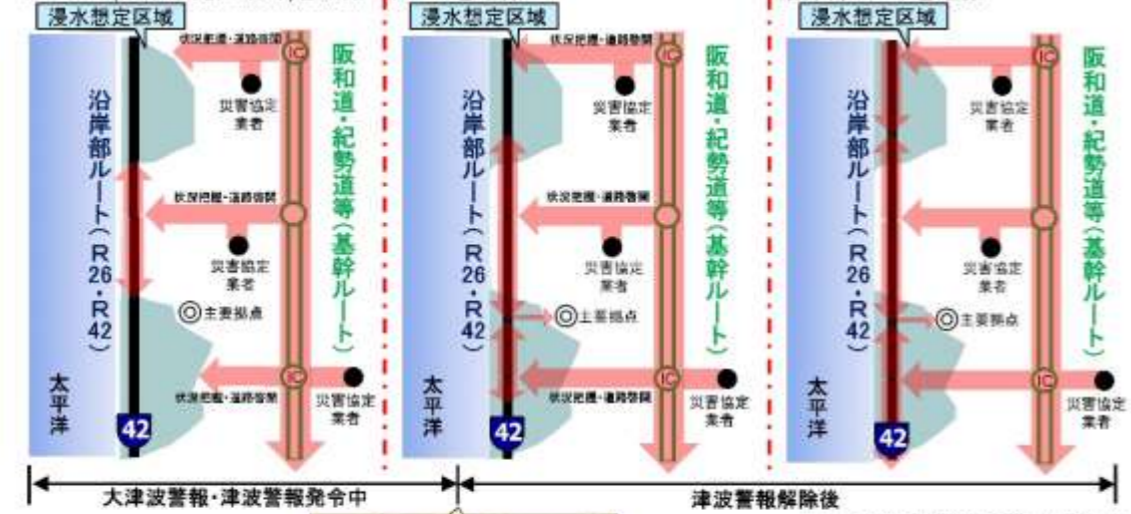 浸水想定区域
状況把握・道路啓開
IC
災害協定
業者
沿岸部ルート(R26・R42)
阪和道・紀勢道等(基幹ルート)
状況把握・道路啓開
災害協定
業者
主要拠点
IC
状況把握・道路啓開
災害協定
業者
太平洋
42
浸水想定区域
状況把握・道路啓開
IC
災害協定
業者
沿岸部ルート(R26・R42)
阪和道・紀勢道等(基幹ルート)
状況把握・道路啓開
災害協定
業者
主要拠点
IC
状況把握・道路啓開
災害協定
業者
太平洋
42
浸水想定区域
IC
災害協定
業者
沿岸部ルート(R26・R42)
阪和道・紀勢道等(基幹ルート)
災害協定
業者
主要拠点
IC
災害協定
業者
太平洋
42
大津波警報・津波警報発令中
津波警報解除後